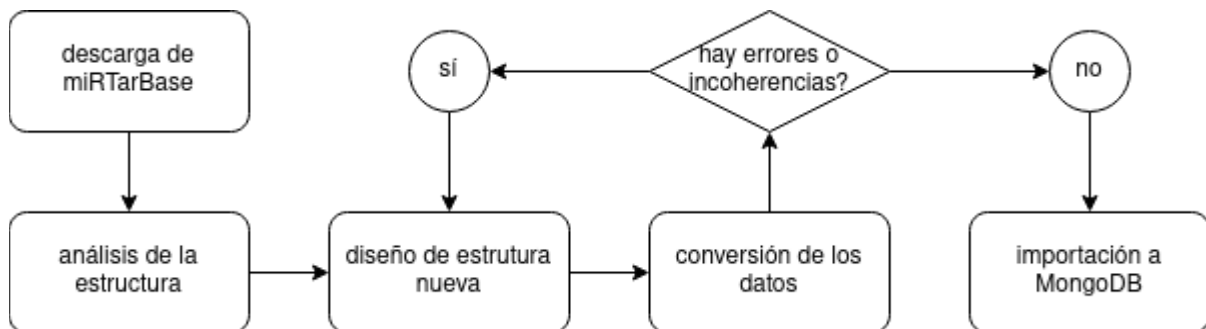 descarga de
miRTarBase
sí
hay errores o
incoherencias?
no
análisis de la
estructura
diseño de estrutura
nueva
conversión de los
datos
importación a
MongoDB